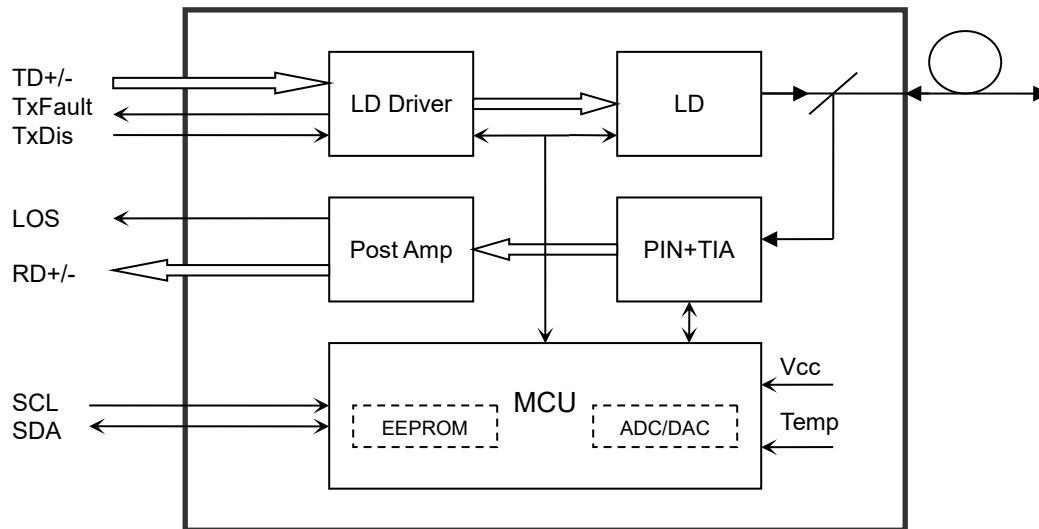 TD+/-
TxFault
TxDis
LD Driver
LD
LOS
RD+/-
Post Amp
PIN+TIA
SCL
SDA
MCU
EEPROM
ADC/DAC
Vcc
Temp